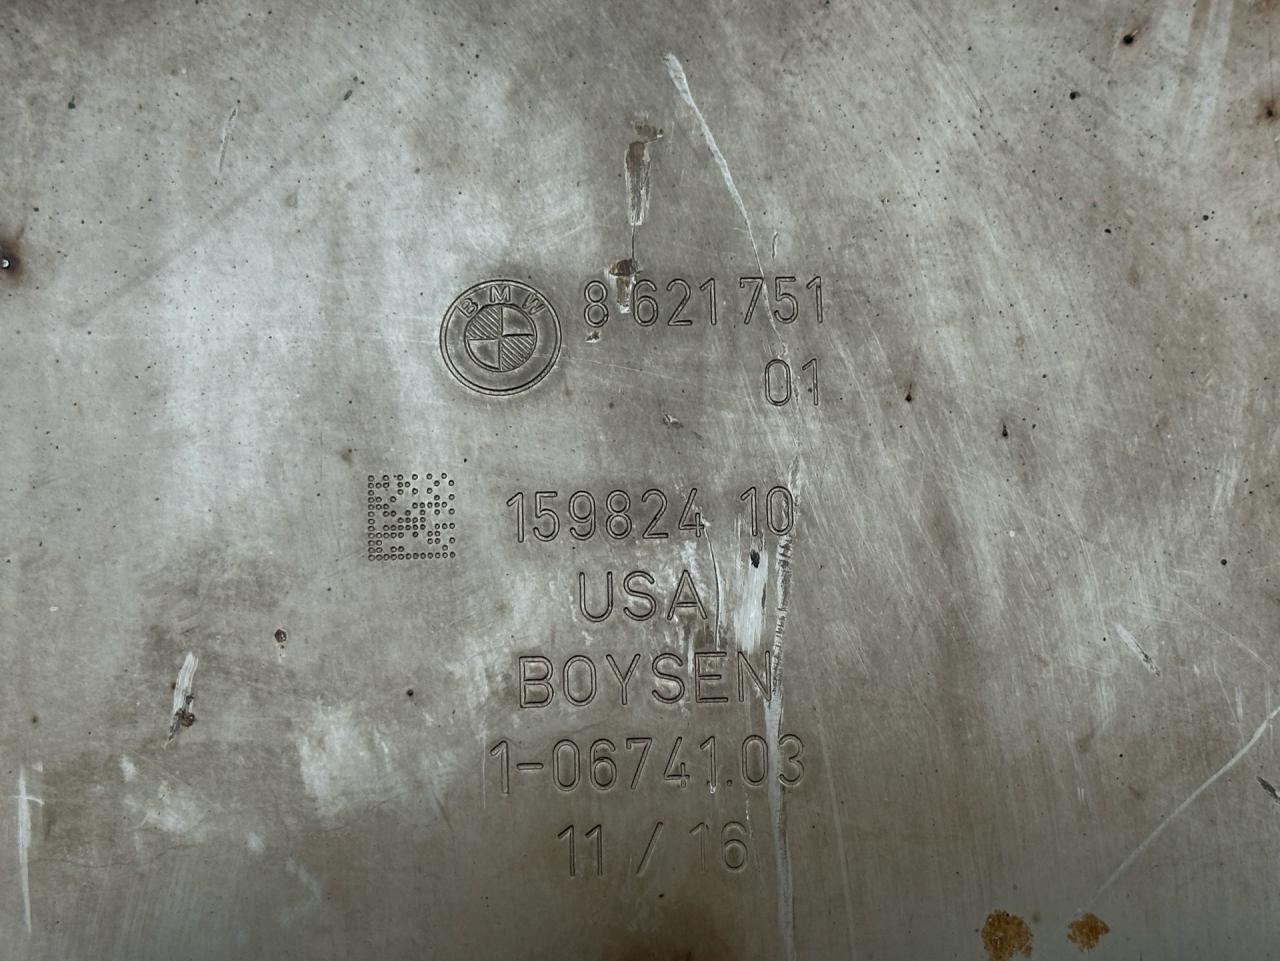 BMW
8 621 751
01
159824 10
USA
BOYSEN
1-06741.03
11 / 16